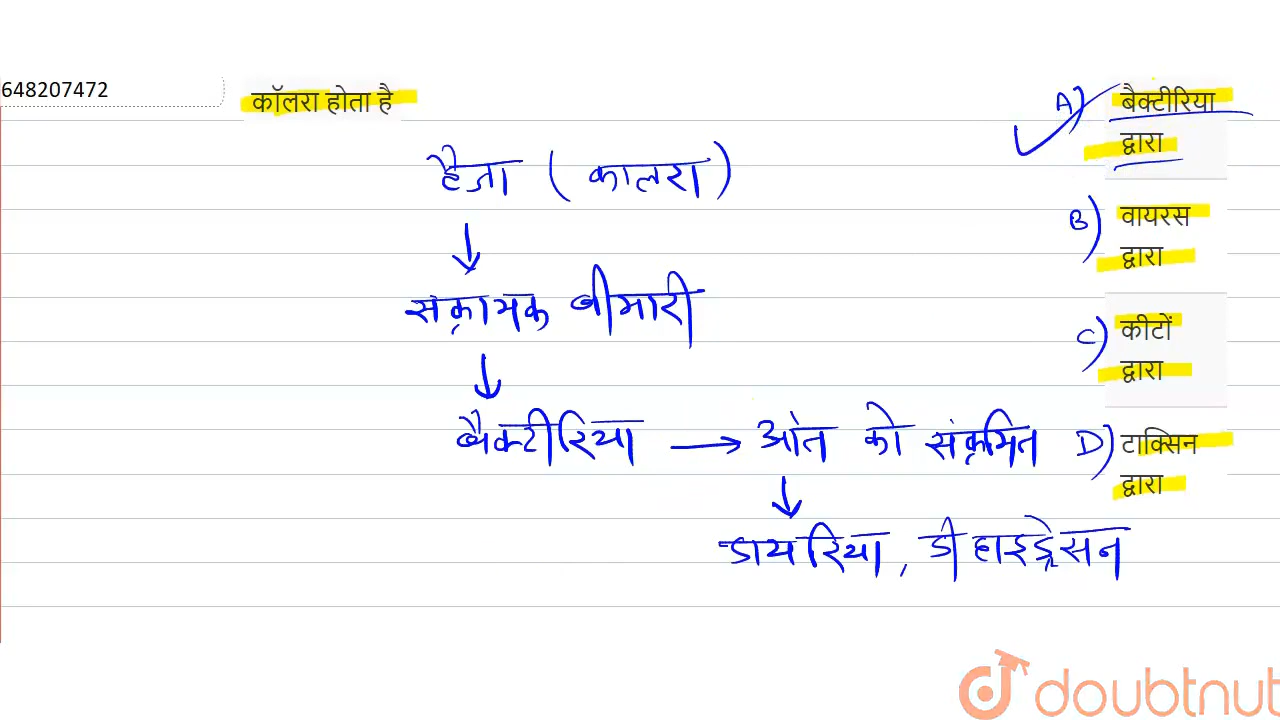 648207472
कॉलरा होता है
हैजा ( कालरा )
↓
संक्रामक बीमारी
↓
बैक्टीरिया → आंत को संक्रमित
↓
डायरिया, डीहाइड्रेसन
A) बैक्टीरिया
द्वारा
B) वायरस
द्वारा
C) कीटों
द्वारा
D) टाक्सिन
द्वारा
doubtnut